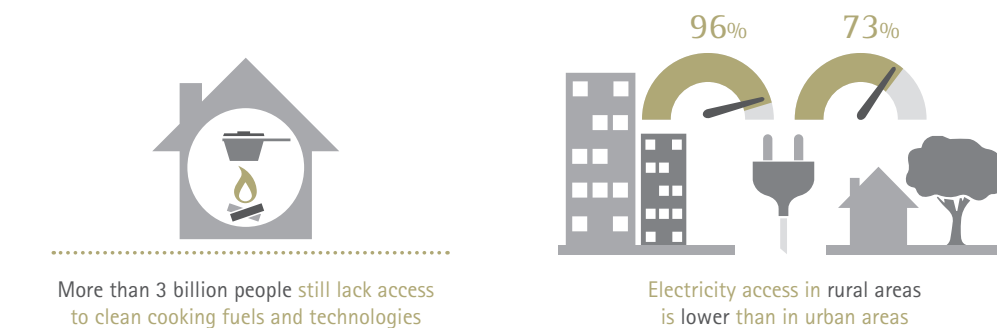 96% 73%
More than 3 billion people still lack access
to clean cooking fuels and technologies
Electricity access in rural areas
is lower than in urban areas